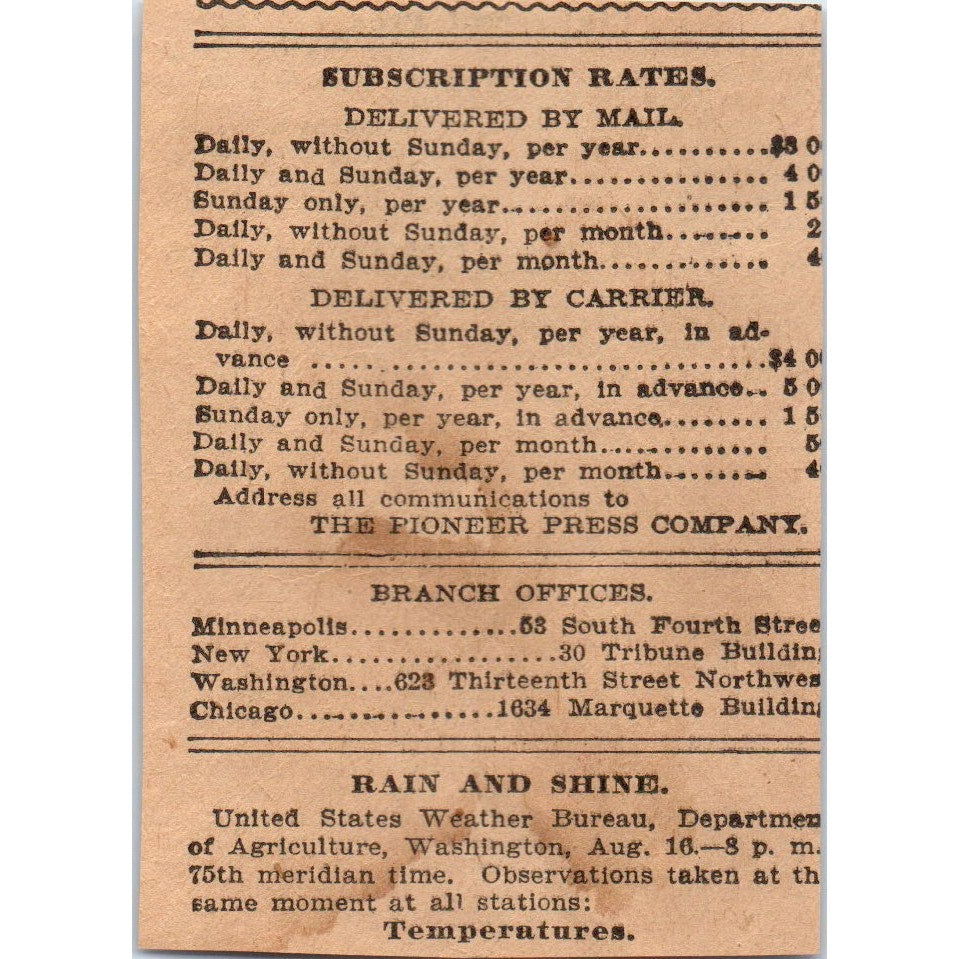 SUBSCRIPTION RATES.
DELIVERED BY MAIL.
Daily, without Sunday, per year...........$3 0
Daily and Sunday, per year................ 4 0
Sunday only, per year..................... 1 5
Daily, without Sunday, per month......... 2
Daily and Sunday, per month.............. 4
DELIVERED BY CARRIER.
Daily, without Sunday, per year, in ad-
vance ...................................$4 0
Daily and Sunday, per year, in advance.. 5 0
Sunday only, per year, in advance......... 1 5
Daily and Sunday, per month.............. 5
Daily, without Sunday, per month......... 4
Address all communications to
THE PIONEER PRESS COMPANY.
BRANCH OFFICES.
Minneapolis.............53 South Fourth Stree
New York..................30 Tribune Buildin
Washington....623 Thirteenth Street Northwes
Chicago................1634 Marquette Buildin
RAIN AND SHINE.
United States Weather Bureau, Departmen
of Agriculture, Washington, Aug. 16.—8 p. m.
75th meridian time. Observations taken at th
same moment at all stations:
Temperatures.